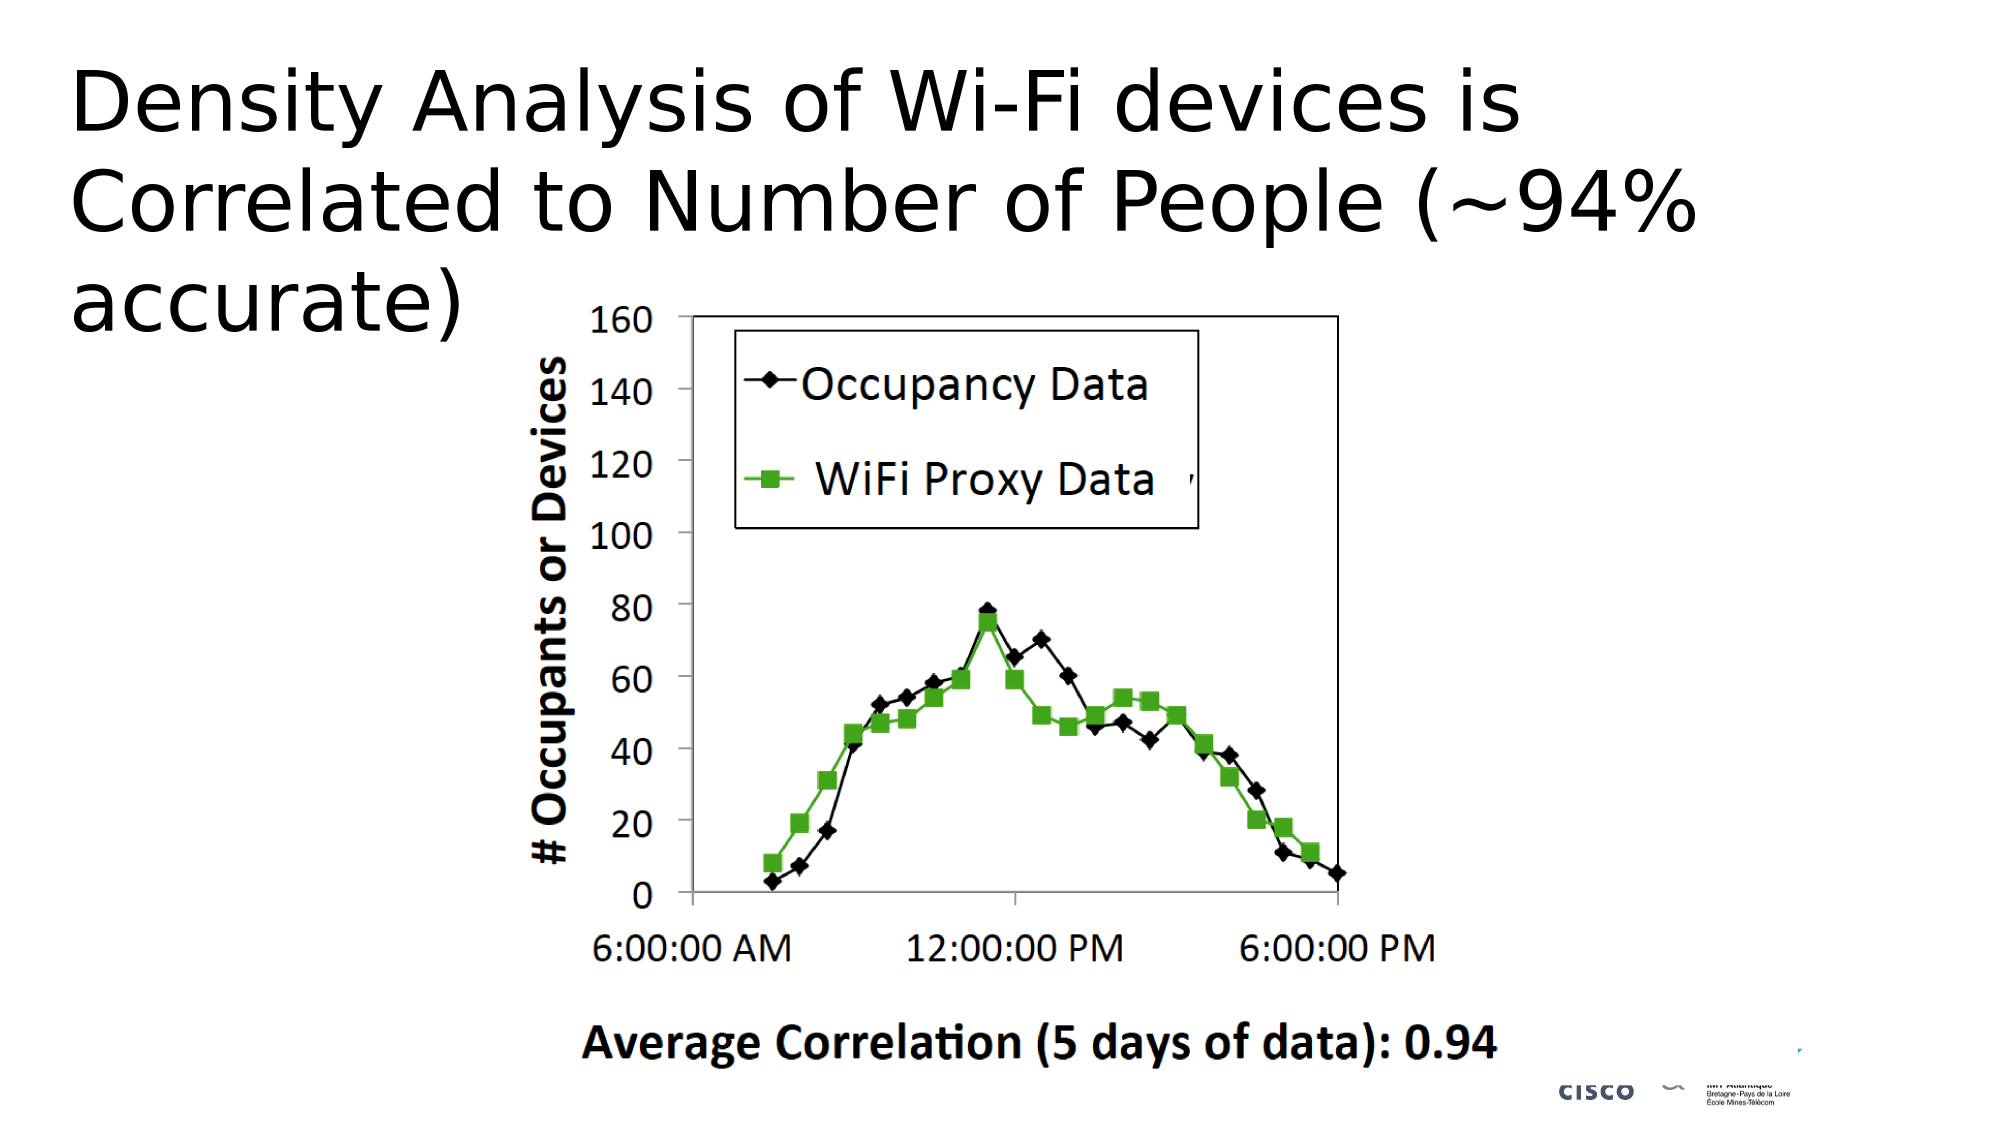 Density Analysis of Wi-Fi devices is
Correlated to Number of People (~94%
accurate)
# Occupants or Devices
160
140
120
100
80
60
40
20
0
Occupancy Data
WiFi Proxy Data
6:00:00 AM
12:00:00 PM
6:00:00 PM
Average Correlation (5 days of data): 0.94
cisco
IMT Atlantique
Bretagne-Pays de la Loire
École Mines-Télécom